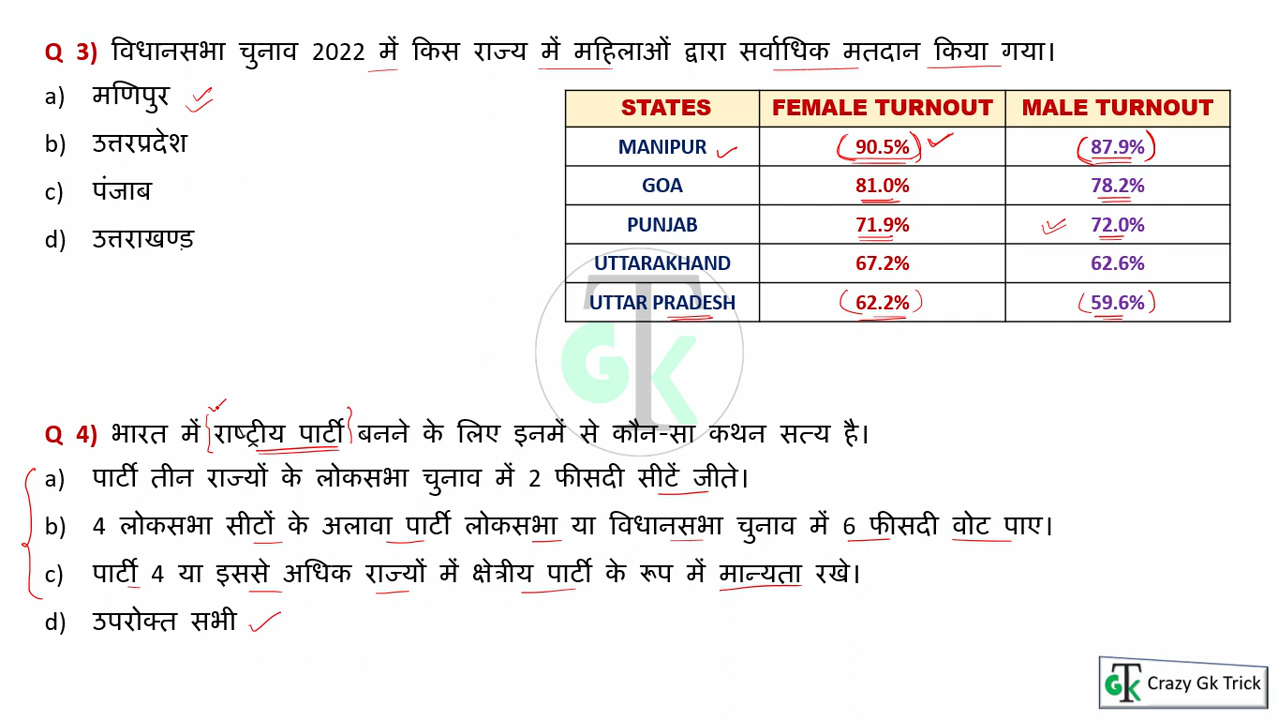 Q 3) विधानसभा चुनाव 2022 में किस राज्य में महिलाओं द्वारा सर्वाधिक मतदान किया गया।
a) मणिपुर
b) उत्तरप्रदेश
c) पंजाब
d) उत्तराखण्ड़
STATES FEMALE TURNOUT MALE TURNOUT
MANIPUR 90.5% 87.9%
GOA 81.0% 78.2%
PUNJAB 71.9% 72.0%
UTTARAKHAND 67.2% 62.6%
UTTAR PRADESH 62.2% 59.6%
GTK
Q 4) भारत में राष्ट्रीय पार्टी बनने के लिए इनमें से कौन-सा कथन सत्य है।
a) पार्टी तीन राज्यों के लोकसभा चुनाव में 2 फीसदी सीटें जीते।
b) 4 लोकसभा सीटों के अलावा पार्टी लोकसभा या विधानसभा चुनाव में 6 फीसदी वोट पाए।
c) पार्टी 4 या इससे अधिक राज्यों में क्षेत्रीय पार्टी के रूप में मान्यता रखे।
d) उपरोक्त सभी
GTK Crazy Gk Trick